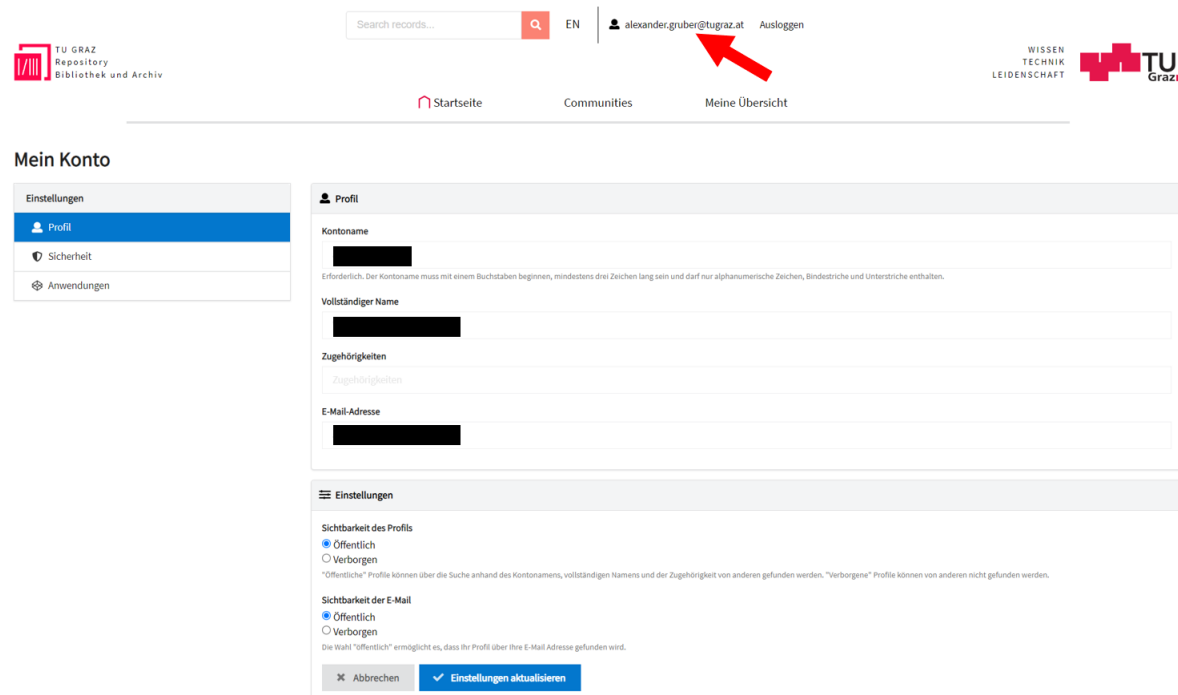 Search records...
EN
alexander.gruber@tugraz.at
Ausloggen
TU GRAZ
Repository
Bibliothek und Archiv
WISSEN
TECHNIK
LEIDENSCHAFT
TU
Graz
Startseite
Communities
Meine Übersicht
Mein Konto
Einstellungen
Profil
Sicherheit
Anwendungen
Profil
Kontoname
Erforderlich. Der Kontoname muss mit einem Buchstaben beginnen, mindestens drei Zeichen lang sein und darf nur alphanumerische Zeichen, Bindestriche und Unterstriche enthalten.
Vollständiger Name
Zugehörigkeiten
Zugehörigkeiten
E-Mail-Adresse
Einstellungen
Sichtbarkeit des Profils
Öffentlich
Verborgen
"Öffentliche" Profile können über die Suche anhand des Kontonamens, vollständigen Namens und der Zugehörigkeit von anderen gefunden werden. "Verborgene" Profile können von anderen nicht gefunden werden.
Sichtbarkeit der E-Mail
Öffentlich
Verborgen
Die Wahl "öffentlich" ermöglicht es, dass Ihr Profil über Ihre E-Mail Adresse gefunden wird.
Abbrechen
Einstellungen aktualisieren